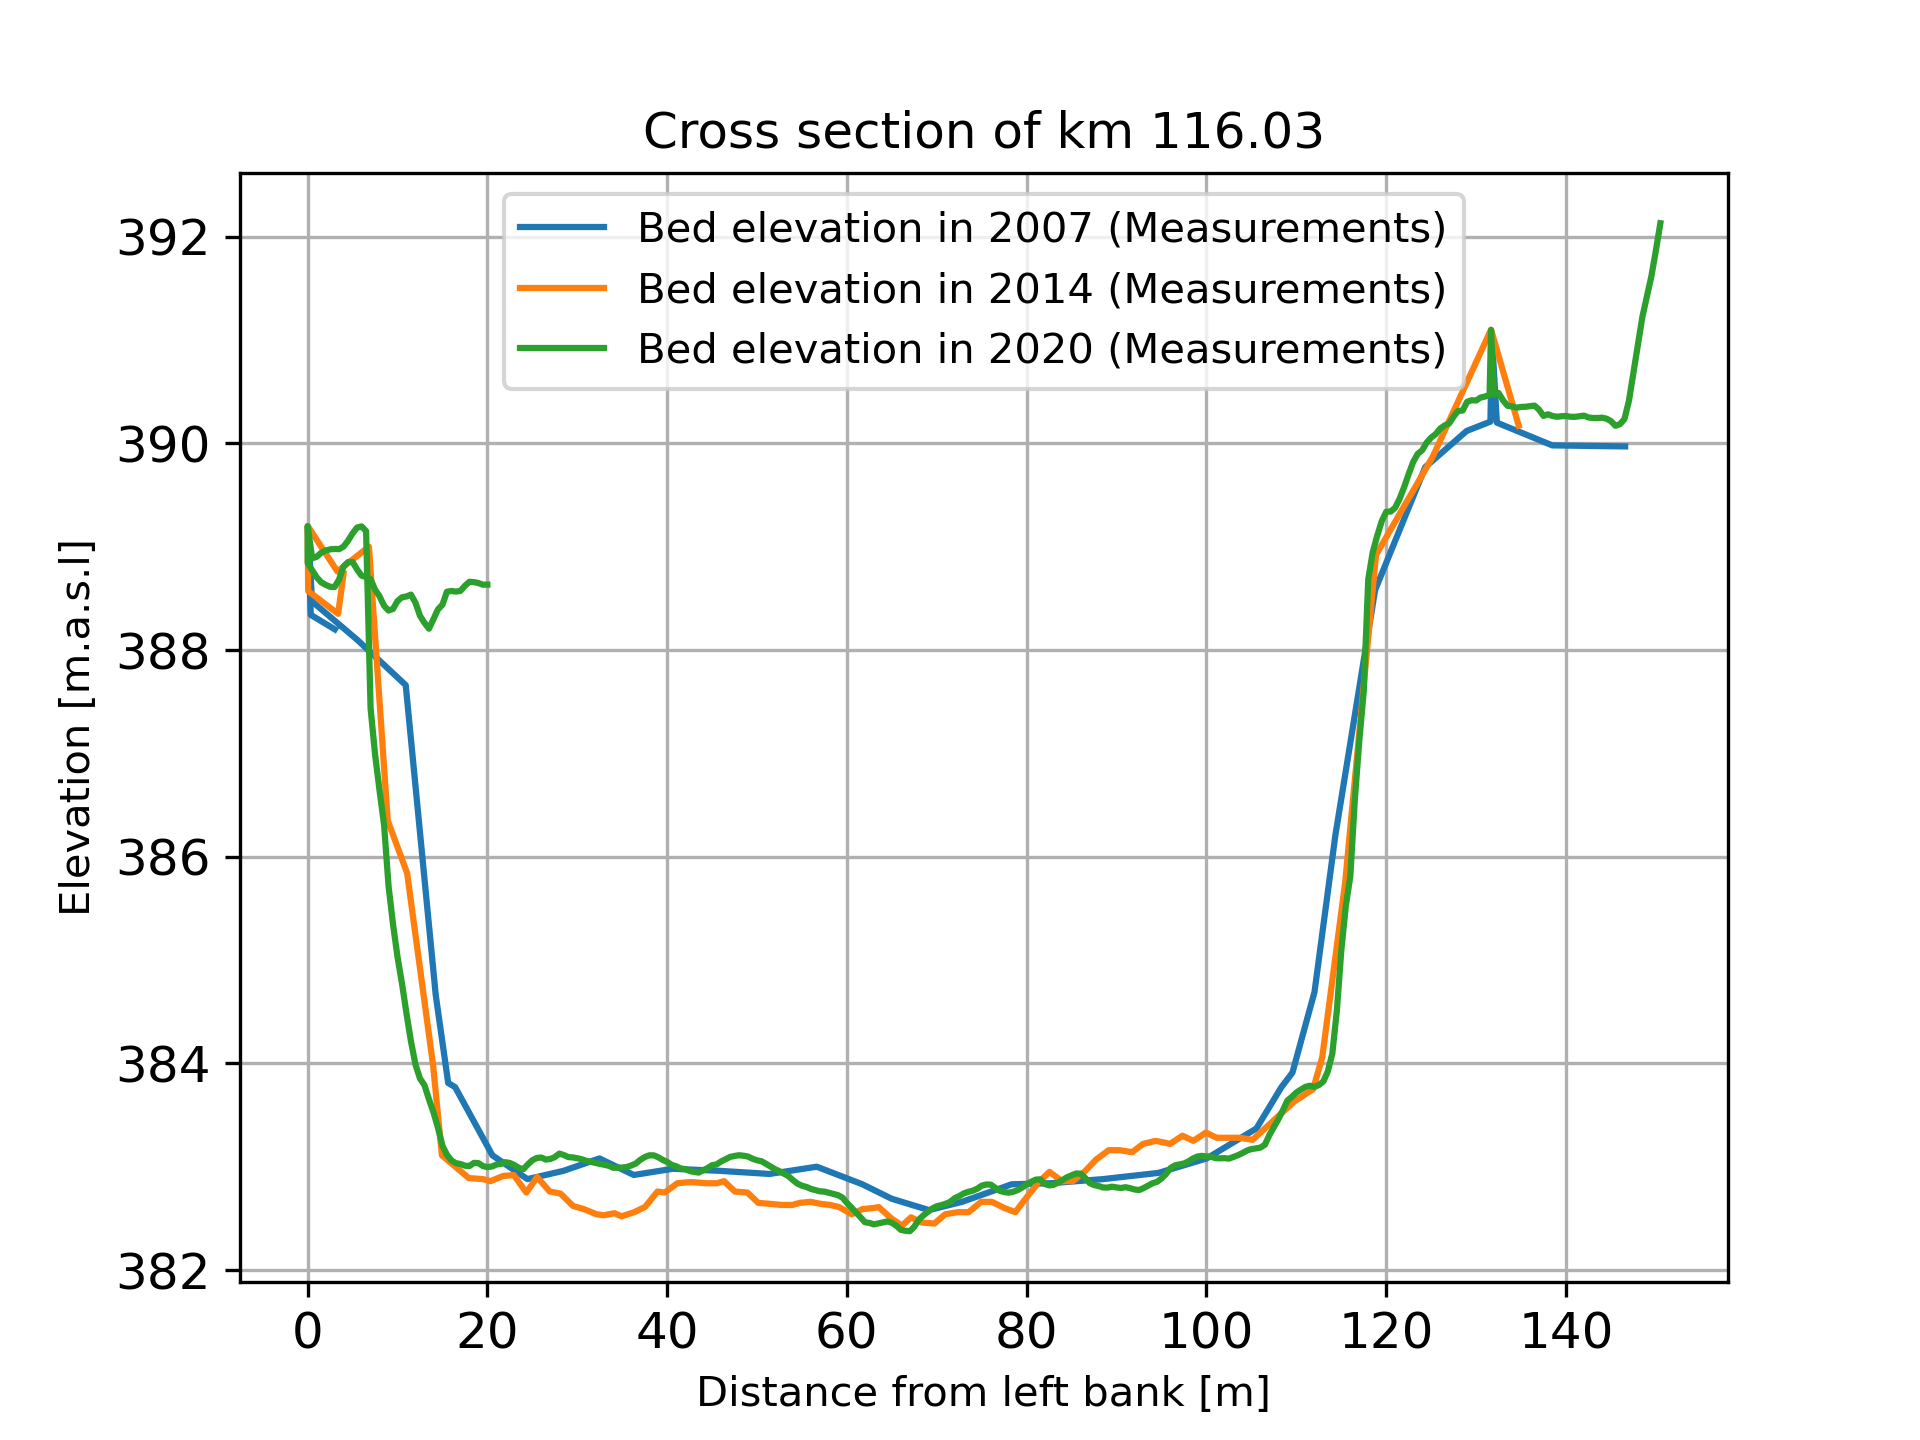 Cross section of km 116.03
Bed elevation in 2007 (Measurements)
Bed elevation in 2014 (Measurements)
Bed elevation in 2020 (Measurements)
Elevation [m.a.s.l]
392
390
388
386
384
382
0 20 40 60 80 100 120 140
Distance from left bank [m]